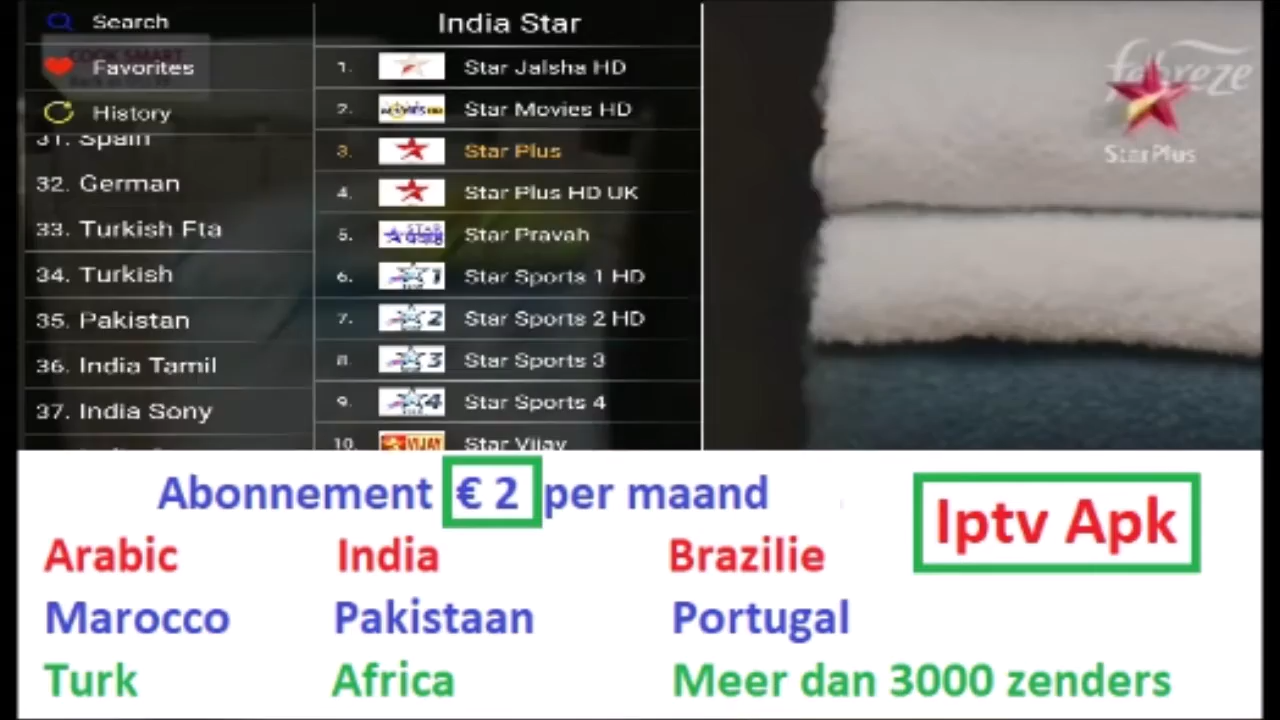 Search
Favorites
History
31. Spain
32. German
33. Turkish Fta
34. Turkish
35. Pakistan
36. India Tamil
37. India Sony
India Star
1. Star Jalsha HD
2. Star Movies HD
3. Star Plus
4. Star Plus HD UK
5. Star Pravah
6. Star Sports 1 HD
7. Star Sports 2 HD
8. Star Sports 3
9. Star Sports 4
10. VIJAY Star Vijay
febreze
StarPlus
Abonnement € 2 per maand
Iptv Apk
Arabic India Brazilie
Marocco Pakistaan Portugal
Turk Africa Meer dan 3000 zenders